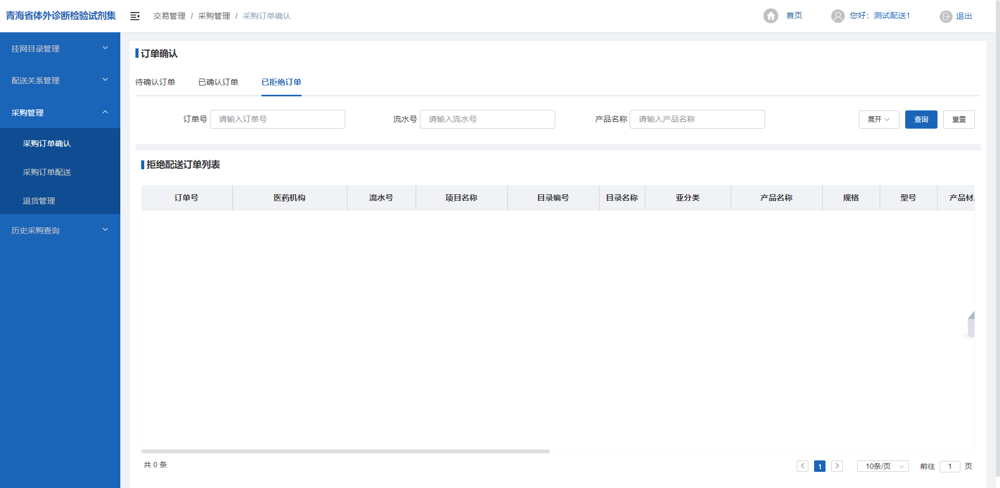 青海省体外诊断检验试剂集
交易管理 / 采购管理 / 采购订单确认
首页
您好：测试配送1
退出
挂网目录管理
配送关系管理
采购管理
采购订单确认
采购订单配送
退货管理
历史采购查询
订单确认
待确认订单 已确认订单 已拒绝订单
订单号 请输入订单号 流水号 请输入流水号 产品名称 请输入产品名称 展开 查询 重置
拒绝配送订单列表
订单号 医药机构 流水号 项目名称 目录编号 目录名称 亚分类 产品名称 规格 型号 产品材
共 0 条
1 10条/页 前往 1 页